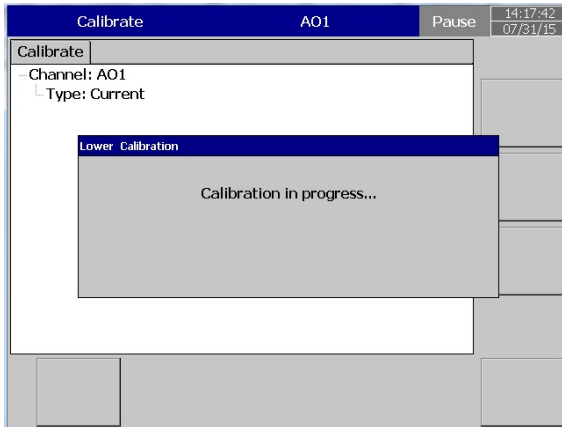 Calibrate AO1 Pause 14:17:42
07/31/15
Calibrate
Channel: AO1
Type: Current
Lower Calibration
Calibration in progress...